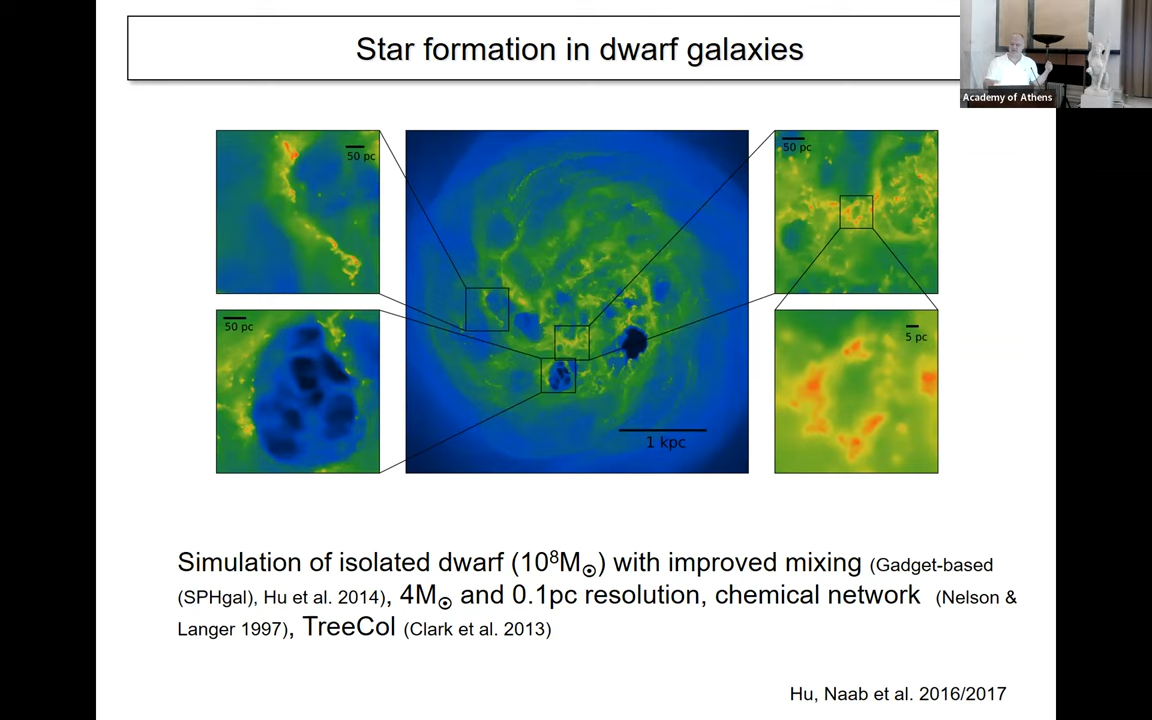 Star formation in dwarf galaxies
Academy of Athens
50 pc
50 pc
50 pc
5 pc
1 kpc
Simulation of isolated dwarf (10⁸M☉) with improved mixing (Gadget-based
(SPHgal), Hu et al. 2014), 4M☉ and 0.1pc resolution, chemical network (Nelson &
Langer 1997), TreeCol (Clark et al. 2013)
Hu, Naab et al. 2016/2017